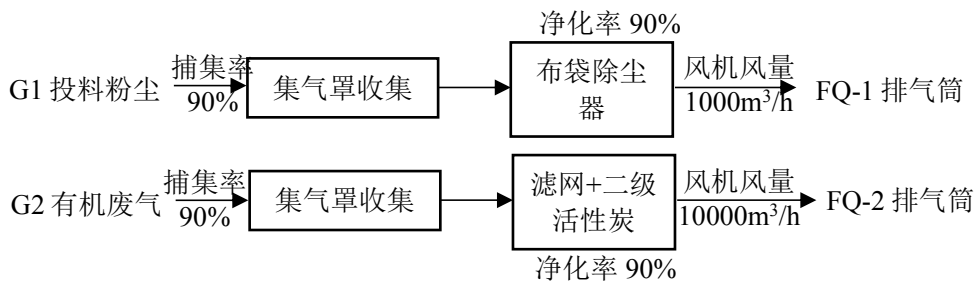 净化率 90%
G1 投料粉尘
捕集率
90%
集气罩收集
布袋除尘
器
风机风量
1000m³/h
FQ-1 排气筒
G2 有机废气
捕集率
90%
集气罩收集
滤网+二级
活性炭
风机风量
10000m³/h
FQ-2 排气筒
净化率 90%